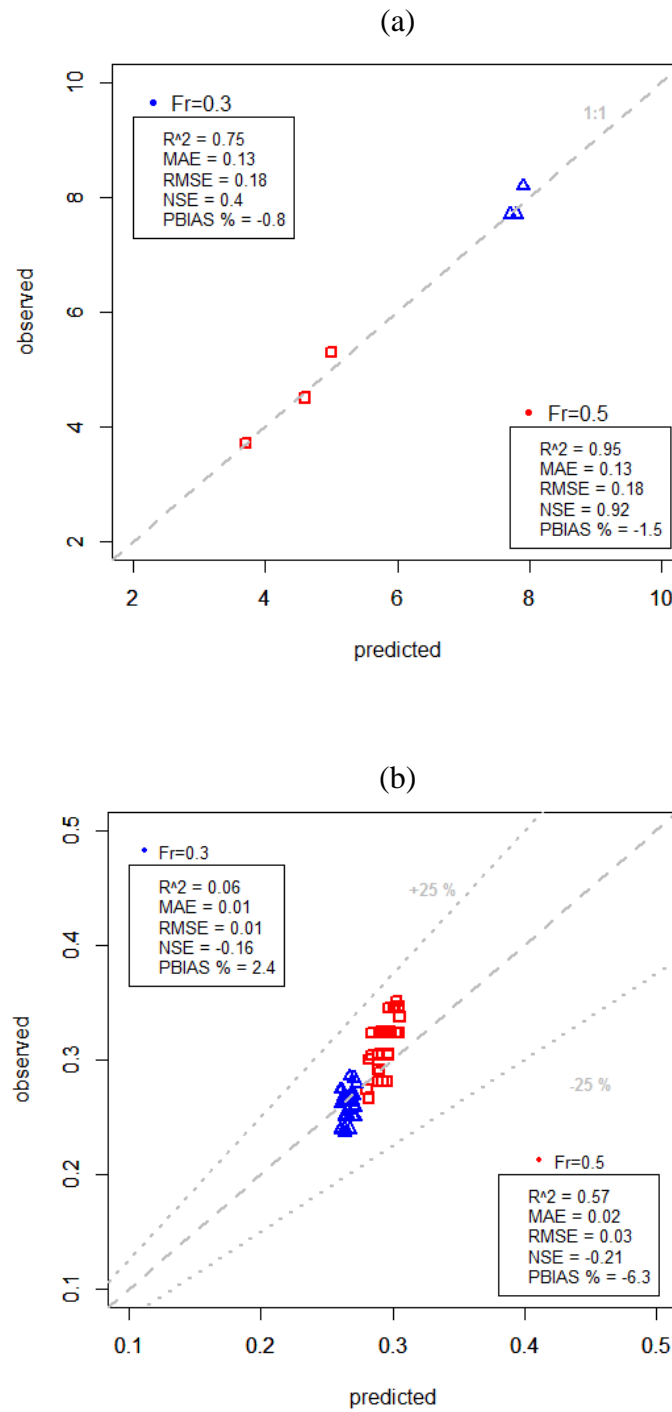 (a)
10
8
6
4
2
observed
Fr=0.3
R^2 = 0.75
MAE = 0.13
RMSE = 0.18
NSE = 0.4
PBIAS % = -0.8
1:1
Fr=0.5
R^2 = 0.95
MAE = 0.13
RMSE = 0.18
NSE = 0.92
PBIAS % = -1.5
2 4 6 8 10
predicted
(b)
0.5
0.4
0.3
0.2
0.1
observed
Fr=0.3
R^2 = 0.06
MAE = 0.01
RMSE = 0.01
NSE = -0.16
PBIAS % = 2.4
+25 %
-25 %
Fr=0.5
R^2 = 0.57
MAE = 0.02
RMSE = 0.03
NSE = -0.21
PBIAS % = -6.3
0.1 0.2 0.3 0.4 0.5
predicted